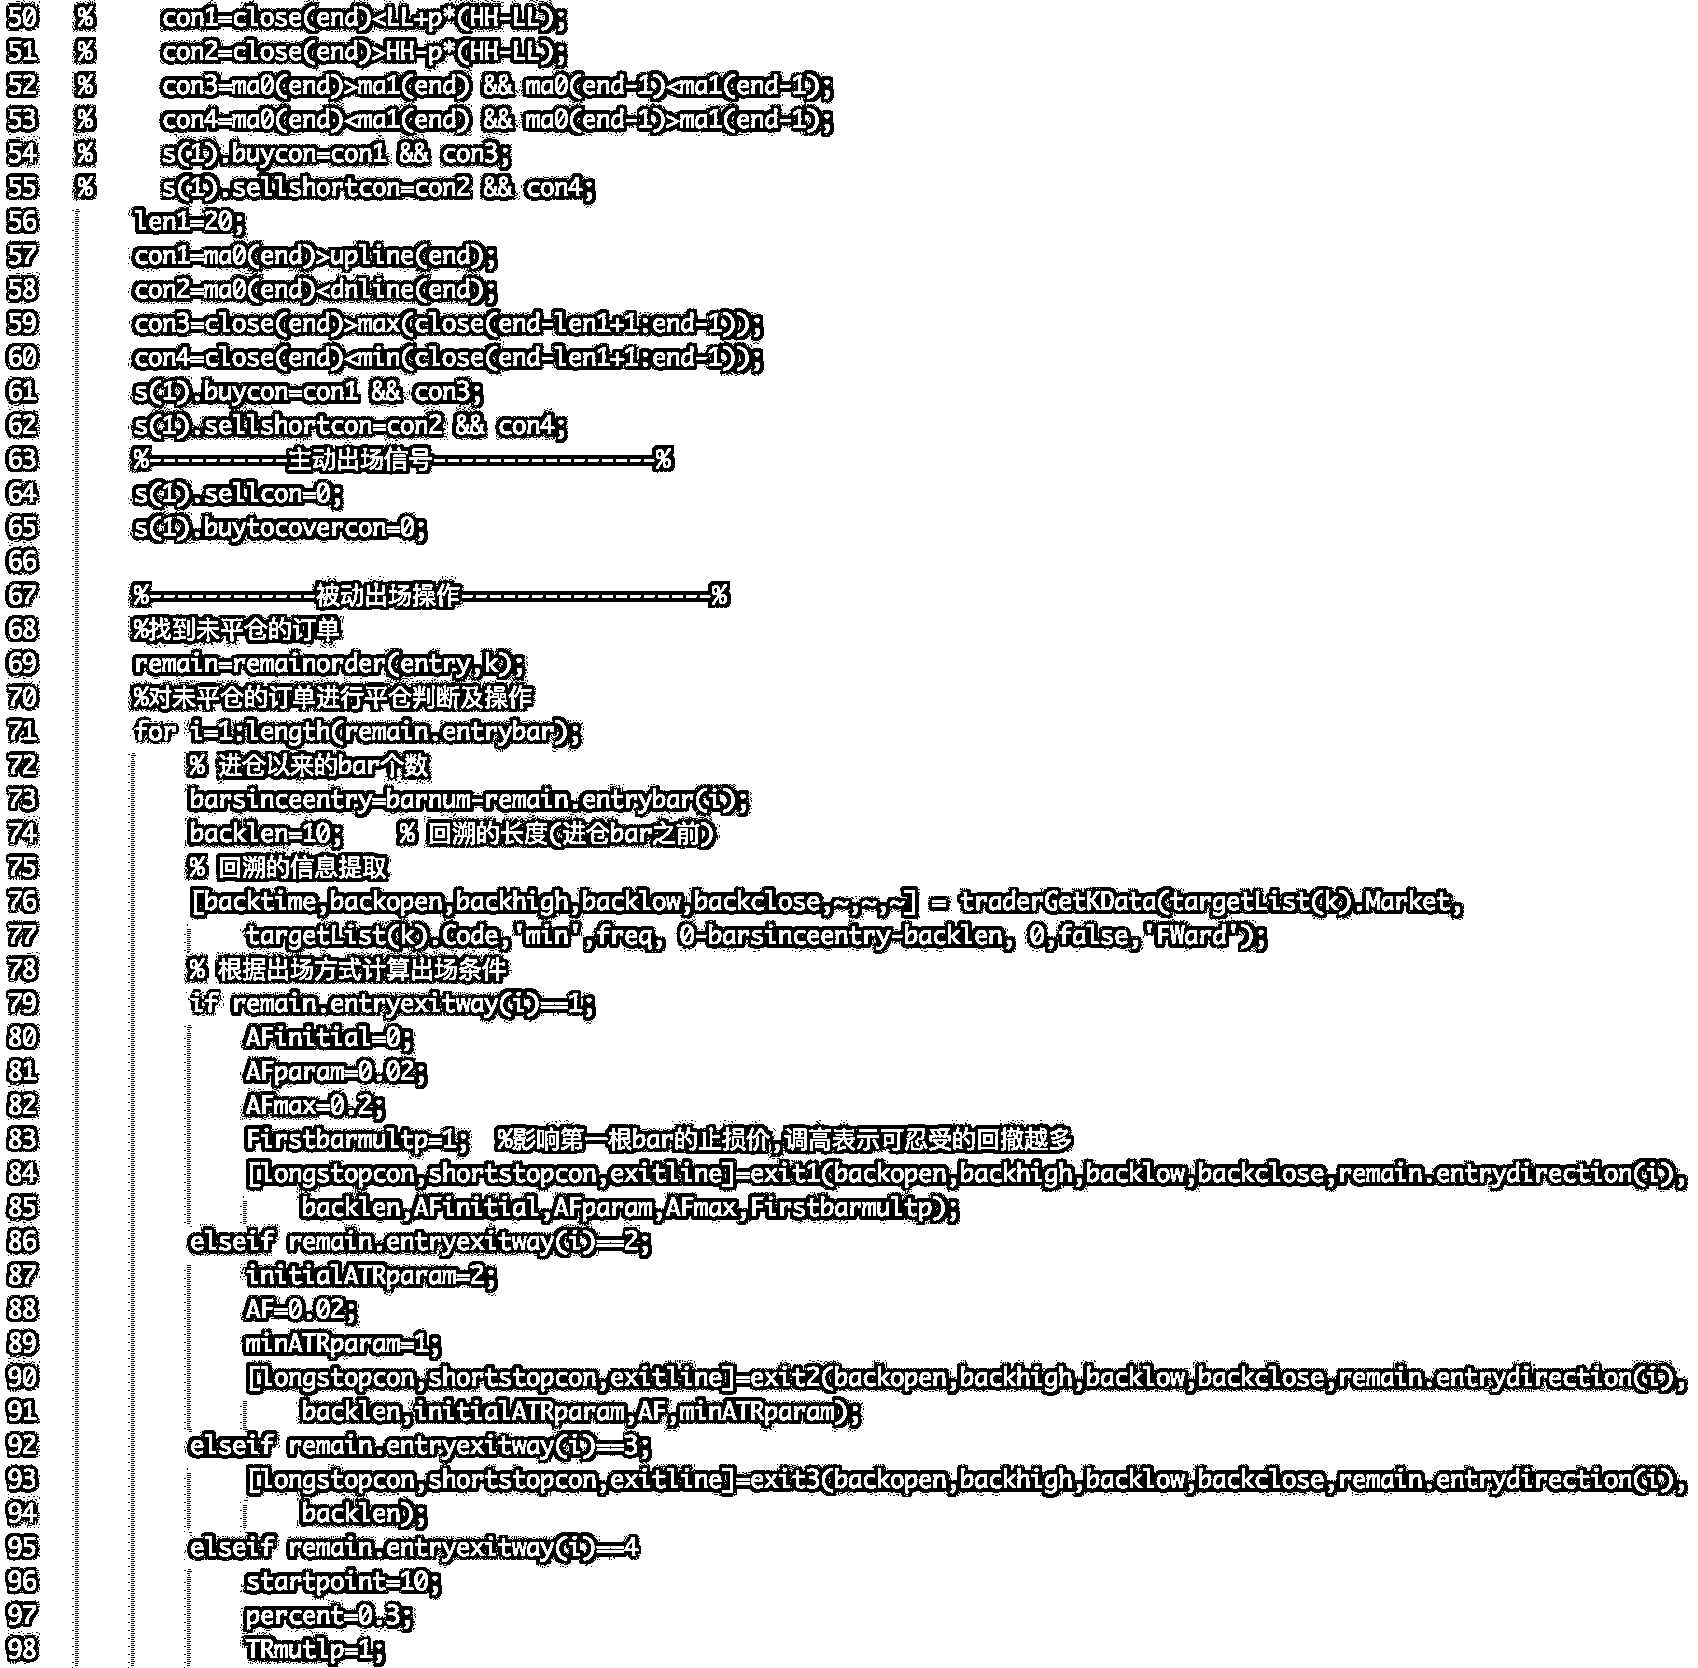 50 %     con1=close(end)<LL+p*(HH-LL);
51 %     con2=close(end)>HH-p*(HH-LL);
52 %     con3=ma0(end)>ma1(end) && ma0(end-1)<ma1(end-1);
53 %     con4=ma0(end)<ma1(end) && ma0(end-1)>ma1(end-1);
54 %     s(1).buycon=con1 && con3;
55 %     s(1).sellshortcon=con2 && con4;
56     len1=20;
57     con1=ma0(end)>upline(end);
58     con2=ma0(end)<dnline(end);
59     con3=close(end)>max(close(end-len1+1:end-1));
60     con4=close(end)<min(close(end-len1+1:end-1));
61     s(1).buycon=con1 && con3;
62     s(1).sellshortcon=con2 && con4;
63     %----------主动出场信号----------------%
64     s(1).sellcon=0;
65     s(1).buytocovercon=0;
66
67     %------------被动出场操作------------------%
68     %找到未平仓的订单
69     remain=remainorder(entry,k);
70     %对未平仓的订单进行平仓判断及操作
71     for i=1:length(remain.entrybar);
72         % 进仓以来的bar个数
73         barsinceentry=barnum-remain.entrybar(i);
74         backlen=10;    % 回溯的长度(进仓bar之前)
75         % 回溯的信息提取
76         [backtime,backopen,backhigh,backlow,backclose,~,~,~] = traderGetKData(targetList(k).Market,
77             targetList(k).Code,'min',freq, 0-barsinceentry-backlen, 0,false,'FWard');
78         % 根据出场方式计算出场条件
79         if remain.entryexitway(i)==1;
80             AFinitial=0;
81             AFparam=0.02;
82             AFmax=0.2;
83             Firstbarmultp=1;  %影响第一根bar的止损价,调高表示可忍受的回撤越多
84             [longstopcon,shortstopcon,exitline]=exit1(backopen,backhigh,backlow,backclose,remain.entrydirection(i),
85                 backlen,AFinitial,AFparam,AFmax,Firstbarmultp);
86         elseif remain.entryexitway(i)==2;
87             initialATRparam=2;
88             AF=0.02;
89             minATRparam=1;
90             [longstopcon,shortstopcon,exitline]=exit2(backopen,backhigh,backlow,backclose,remain.entrydirection(i),
91                 backlen,initialATRparam,AF,minATRparam);
92         elseif remain.entryexitway(i)==3;
93             [longstopcon,shortstopcon,exitline]=exit3(backopen,backhigh,backlow,backclose,remain.entrydirection(i),
94                 backlen);
95         elseif remain.entryexitway(i)==4
96             startpoint=10;
97             percent=0.3;
98             TRmutlp=1;